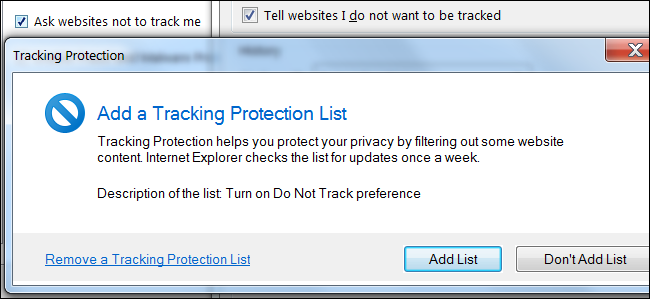 Ask websites not to track me
Tell websites I do not want to be tracked
Tracking Protection
Add a Tracking Protection List
Tracking Protection helps you protect your privacy by filtering out some website
content. Internet Explorer checks the list for updates once a week.
Description of the list: Turn on Do Not Track preference
Remove a Tracking Protection List
Add List
Don't Add List